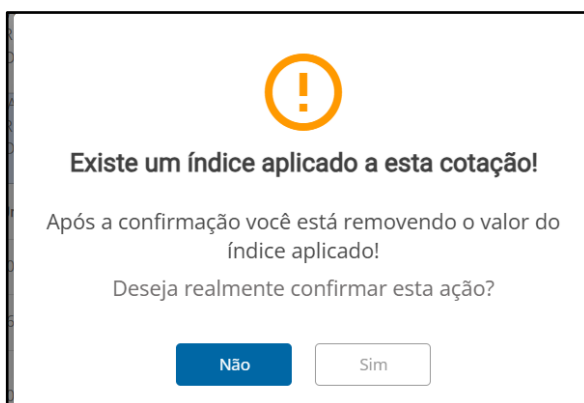 Existe um índice aplicado a esta cotação!
Após a confirmação você está removendo o valor do
índice aplicado!
Deseja realmente confirmar esta ação?
Não
Sim